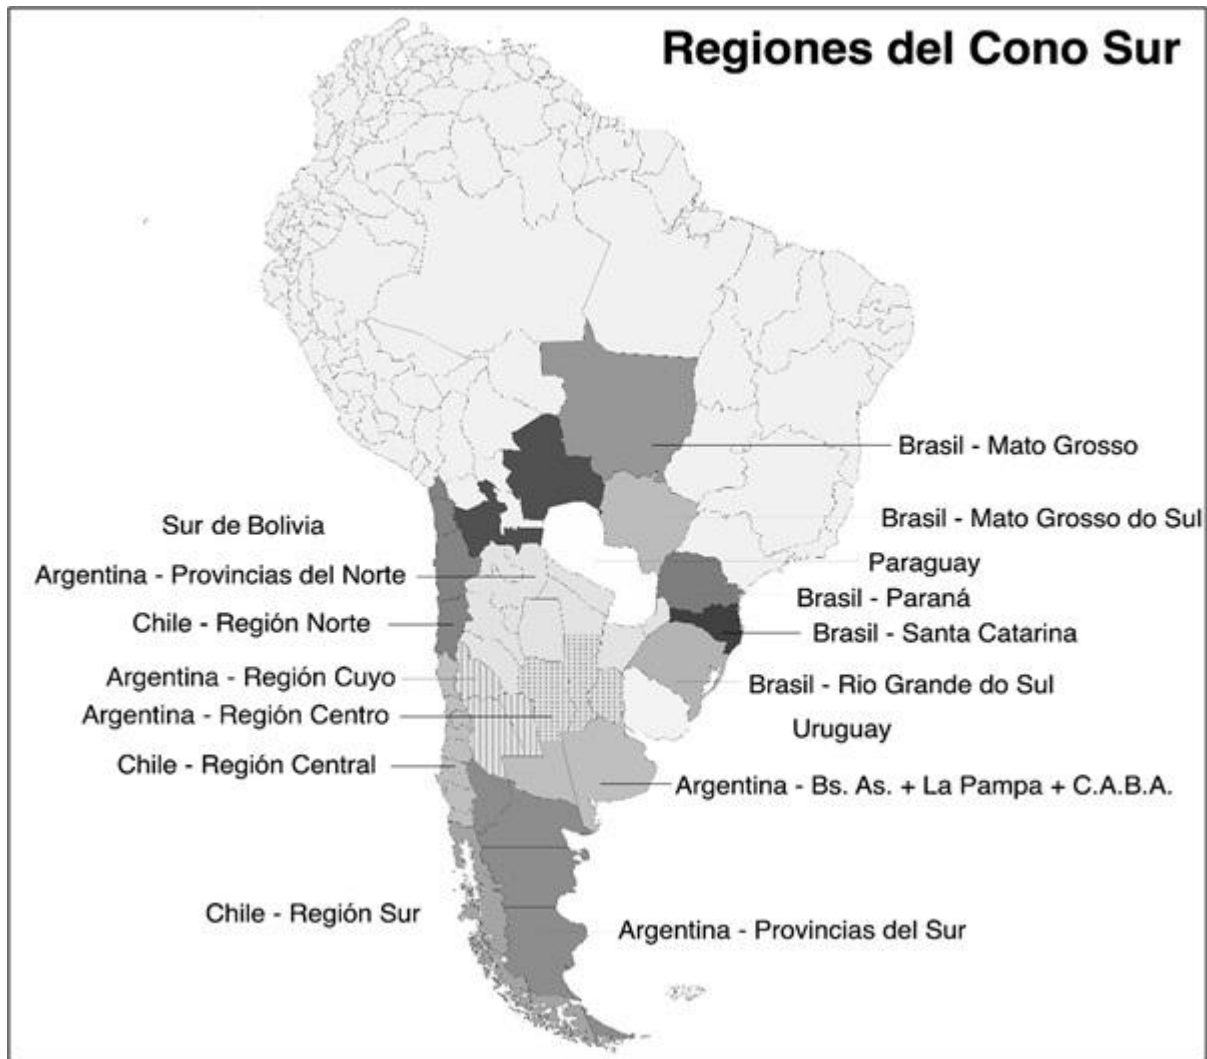 Regiones del Cono Sur
Brasil - Mato Grosso
Brasil - Mato Grosso do Sul
Sur de Bolivia
Paraguay
Argentina - Provincias del Norte
Brasil - Paraná
Chile - Región Norte
Brasil - Santa Catarina
Argentina - Región Cuyo
Brasil - Rio Grande do Sul
Argentina - Región Centro
Uruguay
Chile - Región Central
Argentina - Bs. As. + La Pampa + C.A.B.A.
Chile - Región Sur
Argentina - Provincias del Sur